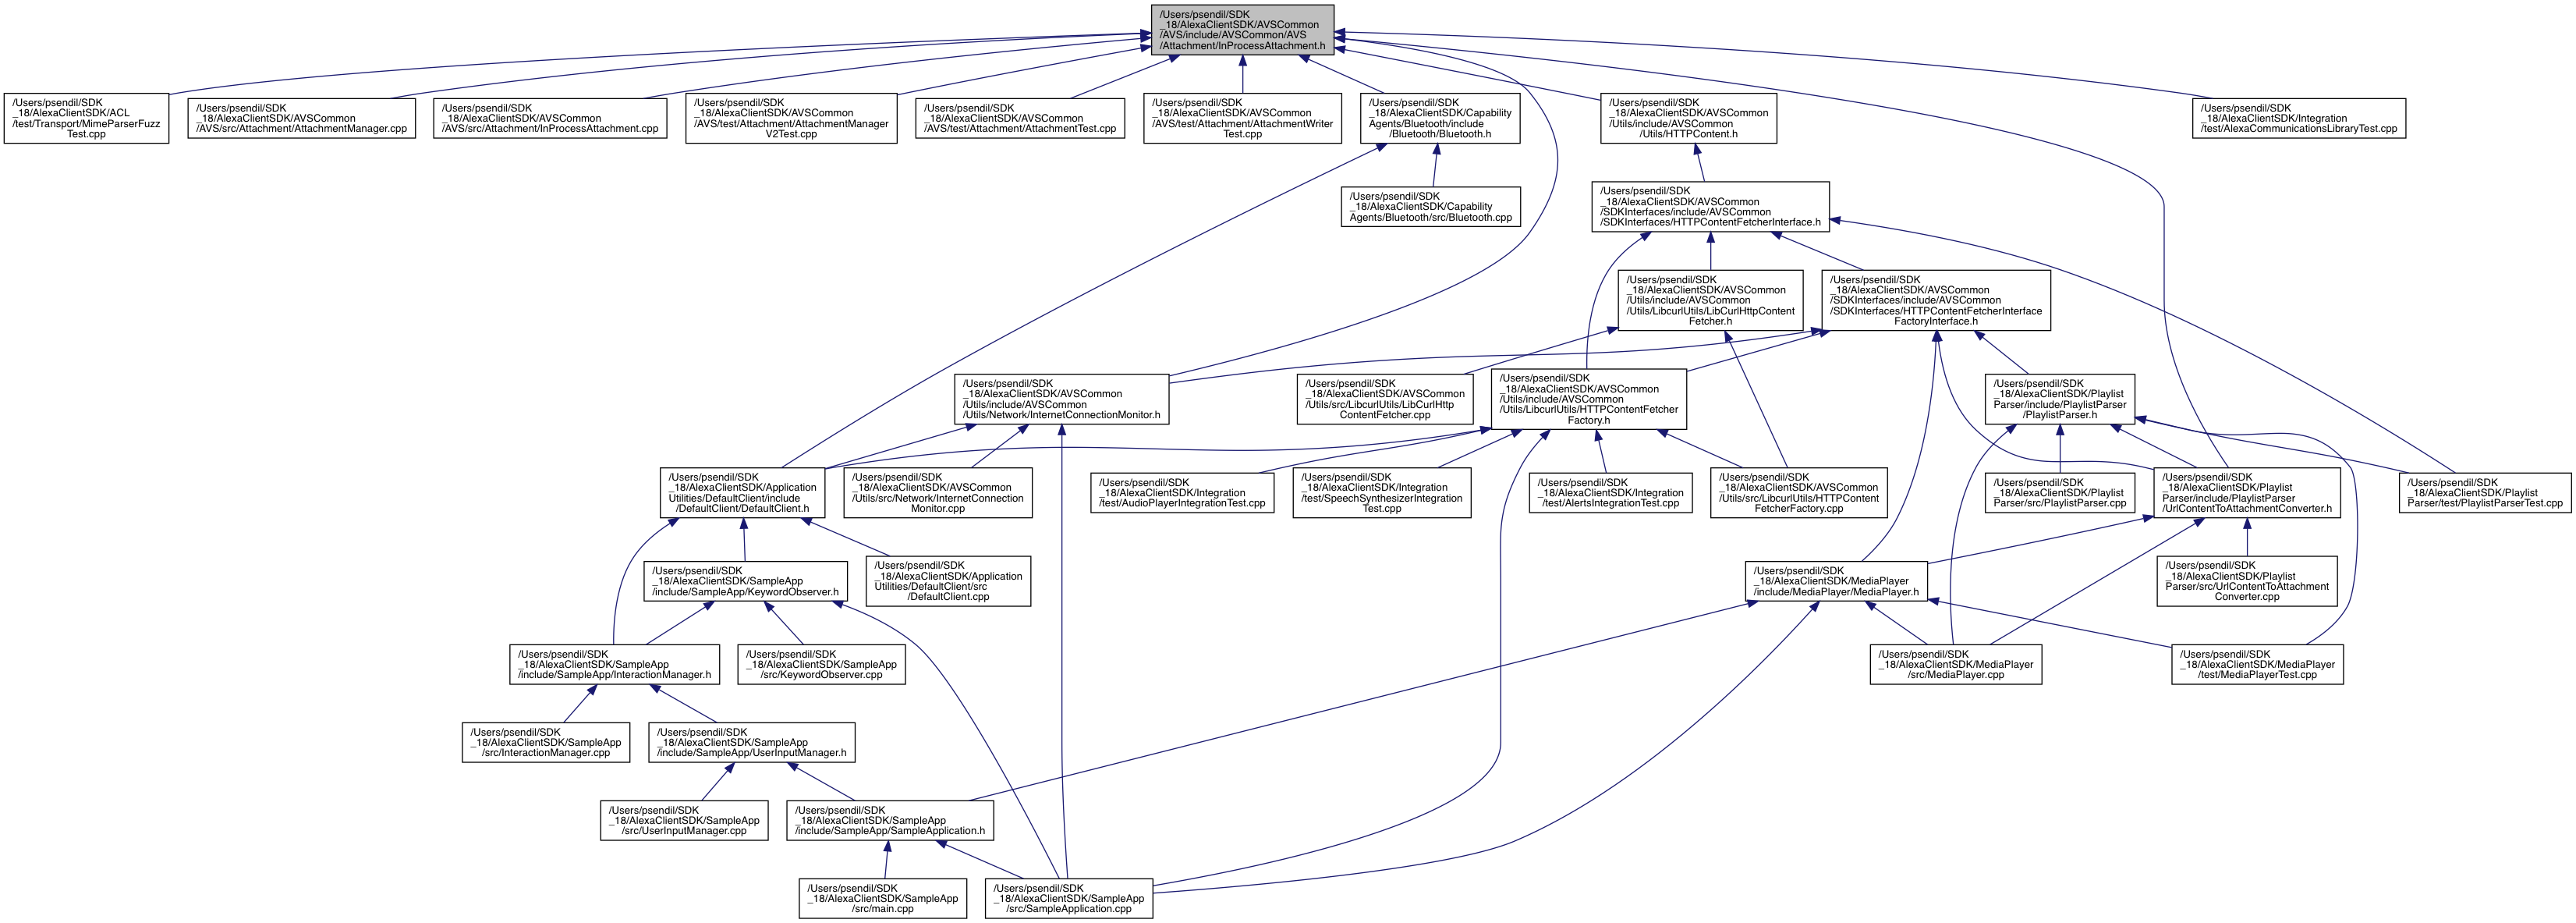 /Users/psendil/SDK
_18/AlexaClientSDK/AVSCommon
/AVS/include/AVSCommon/AVS
/Attachment/InProcessAttachment.h
/Users/psendil/SDK
_18/AlexaClientSDK/ACL
/test/Transport/MimeParserFuzz
Test.cpp
/Users/psendil/SDK
_18/AlexaClientSDK/AVSCommon
/AVS/src/Attachment/AttachmentManager.cpp
/Users/psendil/SDK
_18/AlexaClientSDK/AVSCommon
/AVS/src/Attachment/InProcessAttachment.cpp
/Users/psendil/SDK
_18/AlexaClientSDK/AVSCommon
/AVS/test/Attachment/AttachmentManager
V2Test.cpp
/Users/psendil/SDK
_18/AlexaClientSDK/AVSCommon
/AVS/test/Attachment/AttachmentTest.cpp
/Users/psendil/SDK
_18/AlexaClientSDK/AVSCommon
/AVS/test/Attachment/AttachmentWriter
Test.cpp
/Users/psendil/SDK
_18/AlexaClientSDK/Capability
Agents/Bluetooth/include
/Bluetooth/Bluetooth.h
/Users/psendil/SDK
_18/AlexaClientSDK/AVSCommon
/Utils/include/AVSCommon
/Utils/HTTPContent.h
/Users/psendil/SDK
_18/AlexaClientSDK/Integration
/test/AlexaCommunicationsLibraryTest.cpp
/Users/psendil/SDK
_18/AlexaClientSDK/Capability
Agents/Bluetooth/src/Bluetooth.cpp
/Users/psendil/SDK
_18/AlexaClientSDK/AVSCommon
/SDKInterfaces/include/AVSCommon
/SDKInterfaces/HTTPContentFetcherInterface.h
/Users/psendil/SDK
_18/AlexaClientSDK/AVSCommon
/Utils/include/AVSCommon
/Utils/LibcurlUtils/LibCurlHttpContent
Fetcher.h
/Users/psendil/SDK
_18/AlexaClientSDK/AVSCommon
/SDKInterfaces/include/AVSCommon
/SDKInterfaces/HTTPContentFetcherInterface
FactoryInterface.h
/Users/psendil/SDK
_18/AlexaClientSDK/AVSCommon
/Utils/include/AVSCommon
/Utils/Network/InternetConnectionMonitor.h
/Users/psendil/SDK
_18/AlexaClientSDK/AVSCommon
/Utils/src/LibcurlUtils/LibCurlHttp
ContentFetcher.cpp
/Users/psendil/SDK
_18/AlexaClientSDK/AVSCommon
/Utils/include/AVSCommon
/Utils/LibcurlUtils/HTTPContentFetcher
Factory.h
/Users/psendil/SDK
_18/AlexaClientSDK/Playlist
Parser/include/PlaylistParser
/PlaylistParser.h
/Users/psendil/SDK
_18/AlexaClientSDK/Application
Utilities/DefaultClient/include
/DefaultClient/DefaultClient.h
/Users/psendil/SDK
_18/AlexaClientSDK/AVSCommon
/Utils/src/Network/InternetConnection
Monitor.cpp
/Users/psendil/SDK
_18/AlexaClientSDK/Integration
/test/AudioPlayerIntegrationTest.cpp
/Users/psendil/SDK
_18/AlexaClientSDK/Integration
/test/SpeechSynthesizerIntegration
Test.cpp
/Users/psendil/SDK
_18/AlexaClientSDK/Integration
/test/AlertsIntegrationTest.cpp
/Users/psendil/SDK
_18/AlexaClientSDK/AVSCommon
/Utils/src/LibcurlUtils/HTTPContent
FetcherFactory.cpp
/Users/psendil/SDK
_18/AlexaClientSDK/Playlist
Parser/src/PlaylistParser.cpp
/Users/psendil/SDK
_18/AlexaClientSDK/Playlist
Parser/include/PlaylistParser
/UrlContentToAttachmentConverter.h
/Users/psendil/SDK
_18/AlexaClientSDK/Playlist
Parser/test/PlaylistParserTest.cpp
/Users/psendil/SDK
_18/AlexaClientSDK/SampleApp
/include/SampleApp/KeywordObserver.h
/Users/psendil/SDK
_18/AlexaClientSDK/Application
Utilities/DefaultClient/src
/DefaultClient.cpp
/Users/psendil/SDK
_18/AlexaClientSDK/MediaPlayer
/include/MediaPlayer/MediaPlayer.h
/Users/psendil/SDK
_18/AlexaClientSDK/Playlist
Parser/src/UrlContentToAttachment
Converter.cpp
/Users/psendil/SDK
_18/AlexaClientSDK/SampleApp
/include/SampleApp/InteractionManager.h
/Users/psendil/SDK
_18/AlexaClientSDK/SampleApp
/src/KeywordObserver.cpp
/Users/psendil/SDK
_18/AlexaClientSDK/MediaPlayer
/src/MediaPlayer.cpp
/Users/psendil/SDK
_18/AlexaClientSDK/MediaPlayer
/test/MediaPlayerTest.cpp
/Users/psendil/SDK
_18/AlexaClientSDK/SampleApp
/src/InteractionManager.cpp
/Users/psendil/SDK
_18/AlexaClientSDK/SampleApp
/include/SampleApp/UserInputManager.h
/Users/psendil/SDK
_18/AlexaClientSDK/SampleApp
/src/UserInputManager.cpp
/Users/psendil/SDK
_18/AlexaClientSDK/SampleApp
/include/SampleApp/SampleApplication.h
/Users/psendil/SDK
_18/AlexaClientSDK/SampleApp
/src/main.cpp
/Users/psendil/SDK
_18/AlexaClientSDK/SampleApp
/src/SampleApplication.cpp